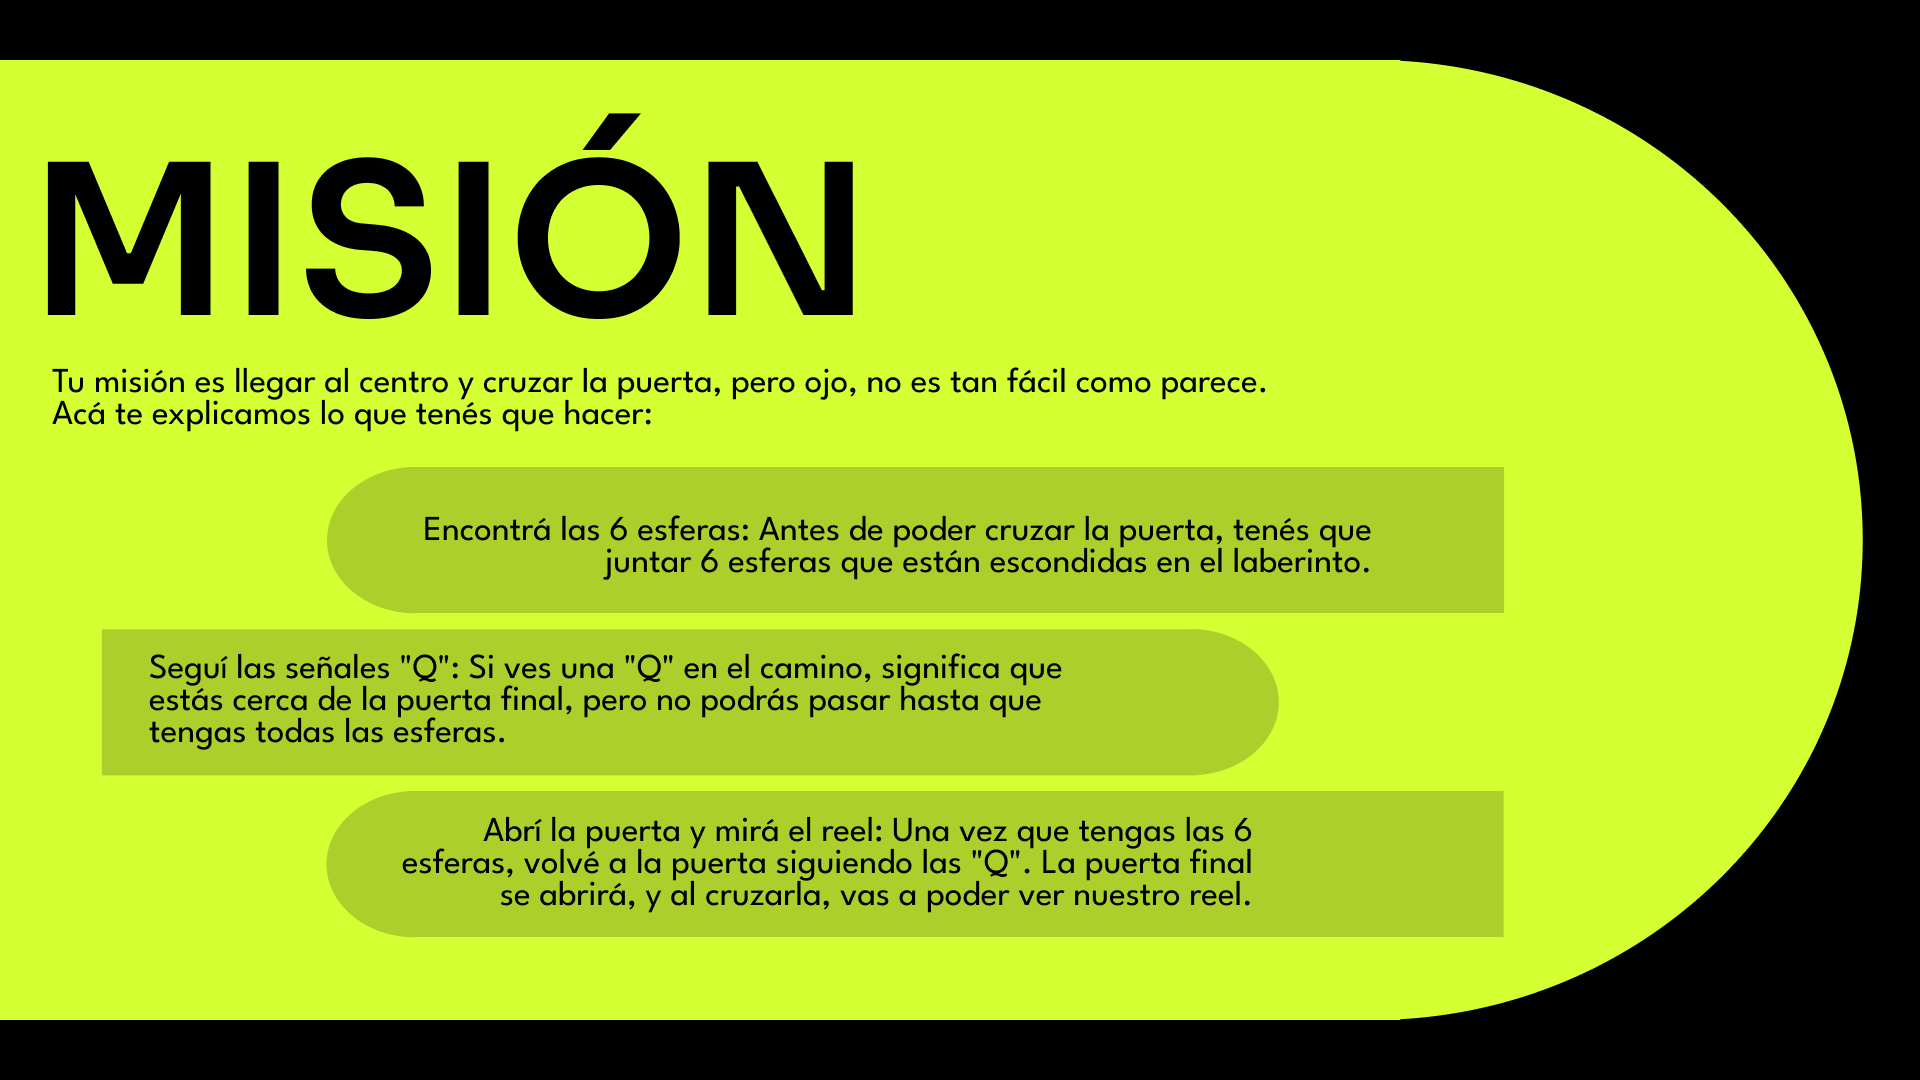 MISIÓN
Tu misión es llegar al centro y cruzar la puerta, pero ojo, no es tan fácil como parece.
Acá te explicamos lo que tenés que hacer:
Encontrá las 6 esferas: Antes de poder cruzar la puerta, tenés que
juntar 6 esferas que están escondidas en el laberinto.
Seguí las señales "Q": Si ves una "Q" en el camino, significa que
estás cerca de la puerta final, pero no podrás pasar hasta que
tengas todas las esferas.
Abrí la puerta y mirá el reel: Una vez que tengas las 6
esferas, volvé a la puerta siguiendo las "Q". La puerta final
se abrirá, y al cruzarla, vas a poder ver nuestro reel.